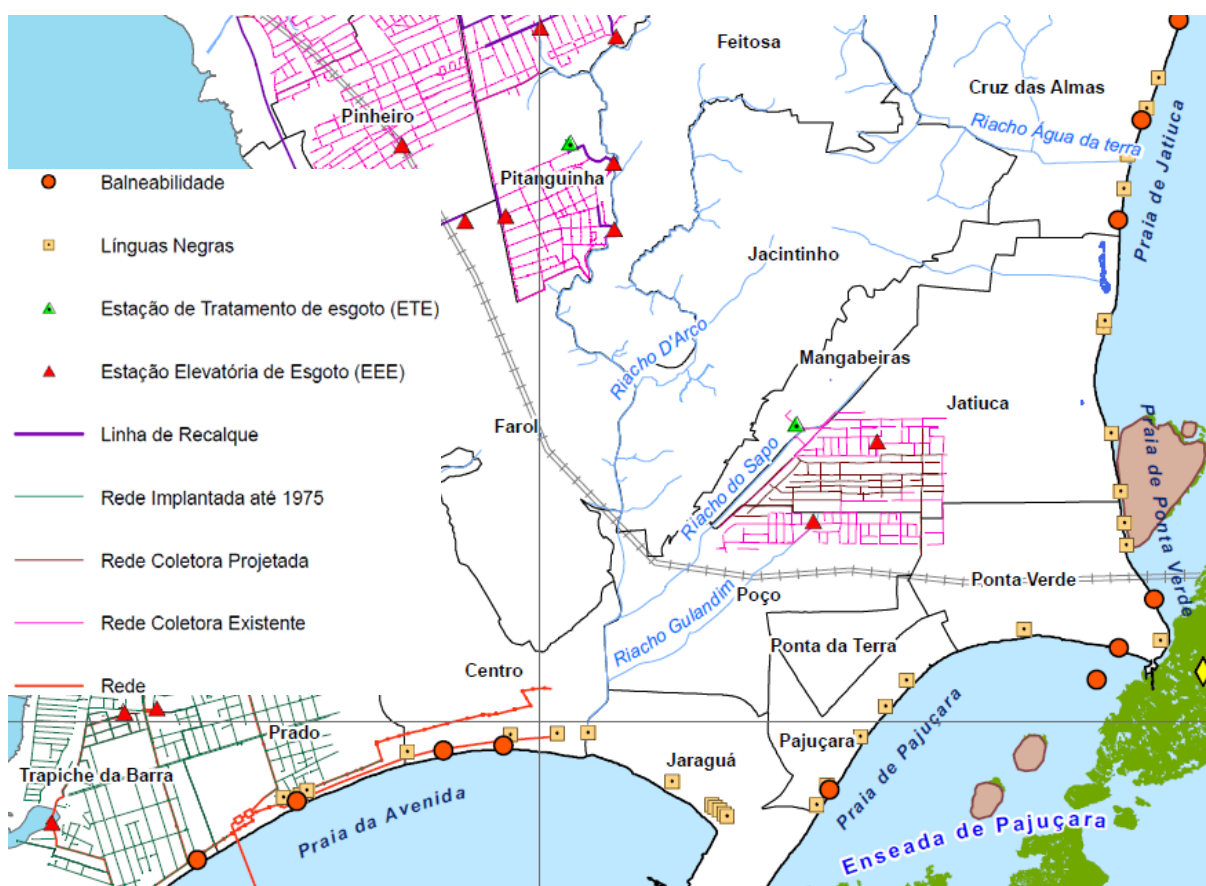 Feitosa
Cruz das Almas
Pinheiro
Riacho Água da terra
Praia de Jatiuca
Pitanguinha
Balneabilidade
Línguas Negras
Estação de Tratamento de esgoto (ETE)
Estação Elevatória de Esgoto (EEE)
Linha de Recalque
Rede Implantada até 1975
Rede Coletora Projetada
Rede Coletora Existente
Rede
Jacintinho
Riacho D'Arco
Mangabeiras
Jatiuca
Farol
Riacho do Sapo
Praia de Ponta Verde
Ponta Verde
Poço
Riacho Gulandim
Ponta da Terra
Centro
Prado
Trapiche da Barra
Pajuçara
Jaraguá
Praia de Pajuçara
Praia da Avenida
Enseada de Pajuçara